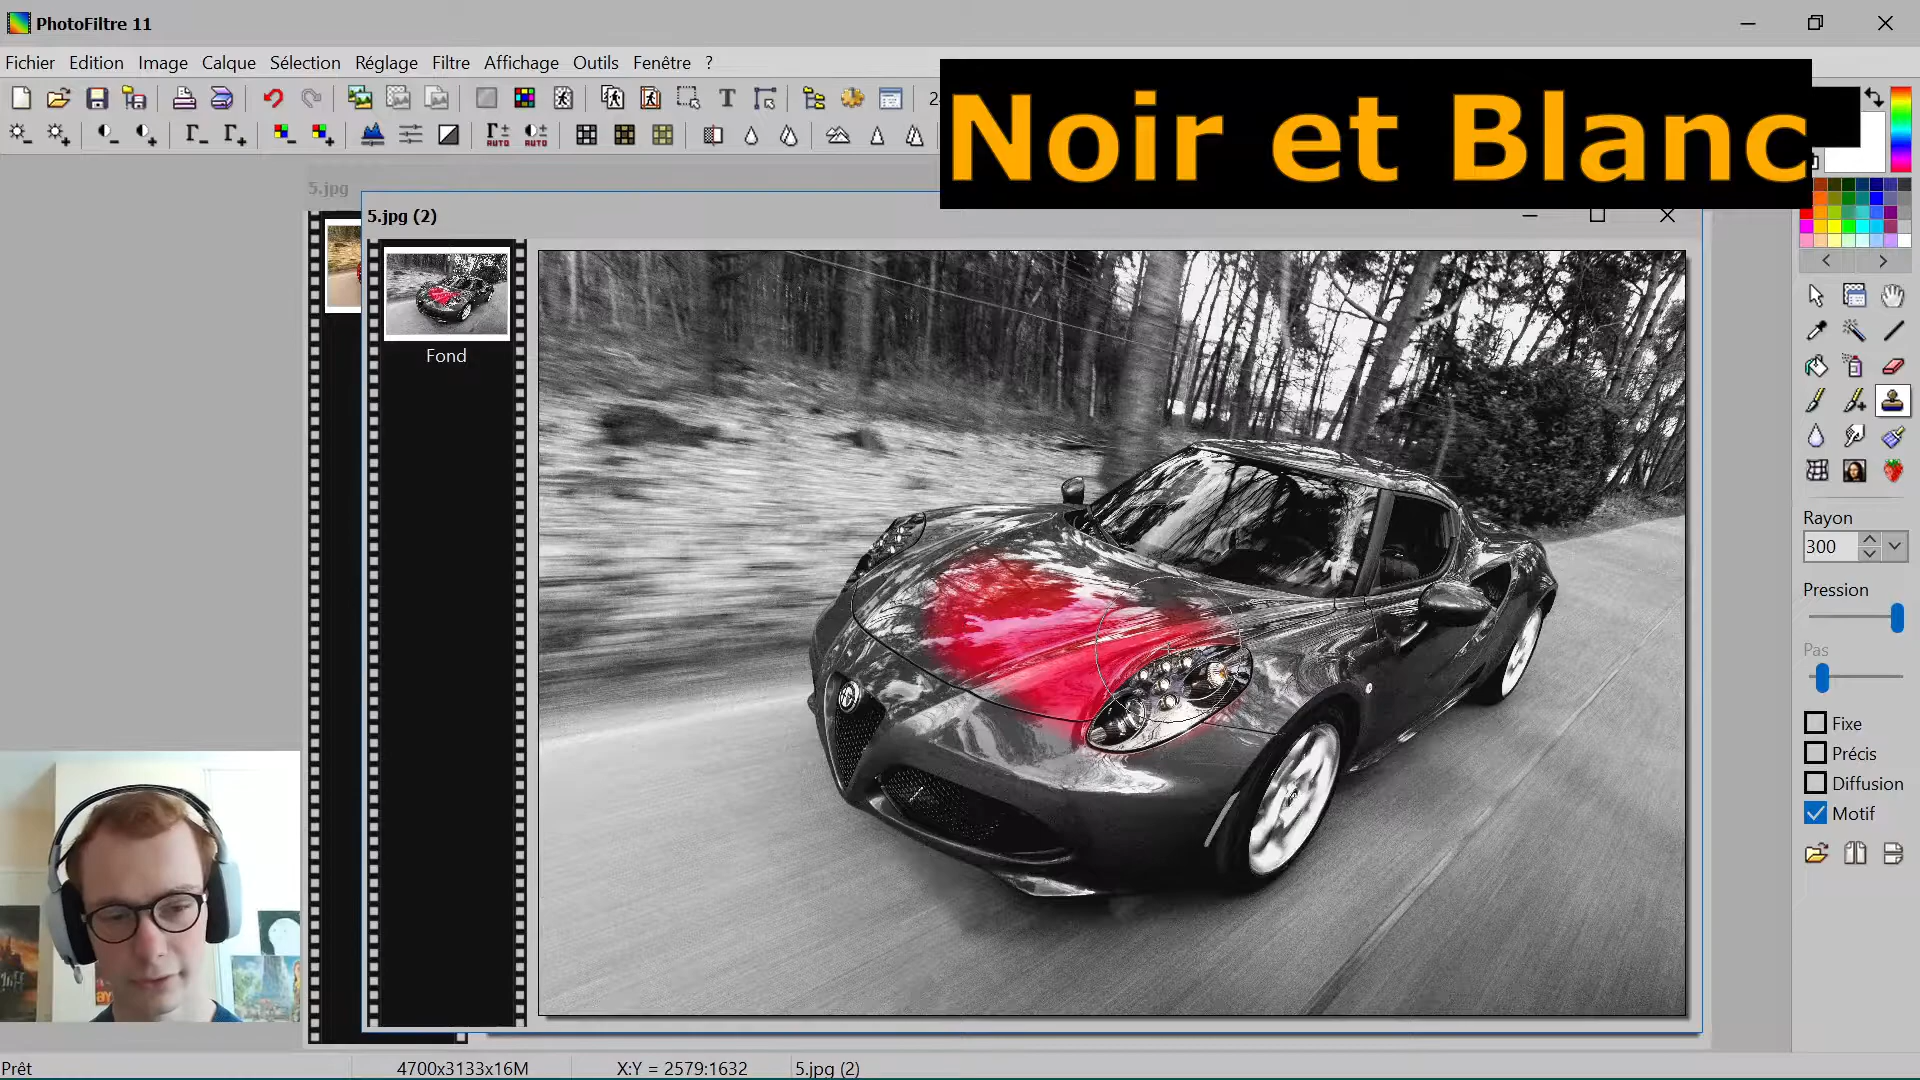 PhotoFiltre 11
Fichier Edition Image Calque Sélection Réglage Filtre Affichage Outils Fenêtre ?
Noir et Blanc
5.jpg
5.jpg (2)
Fond
Rayon
300
Pression
Pas
Fixe
Précis
Diffusion
Motif
Prêt 4700x3133x16M X:Y = 2579:1632 5.jpg (2)